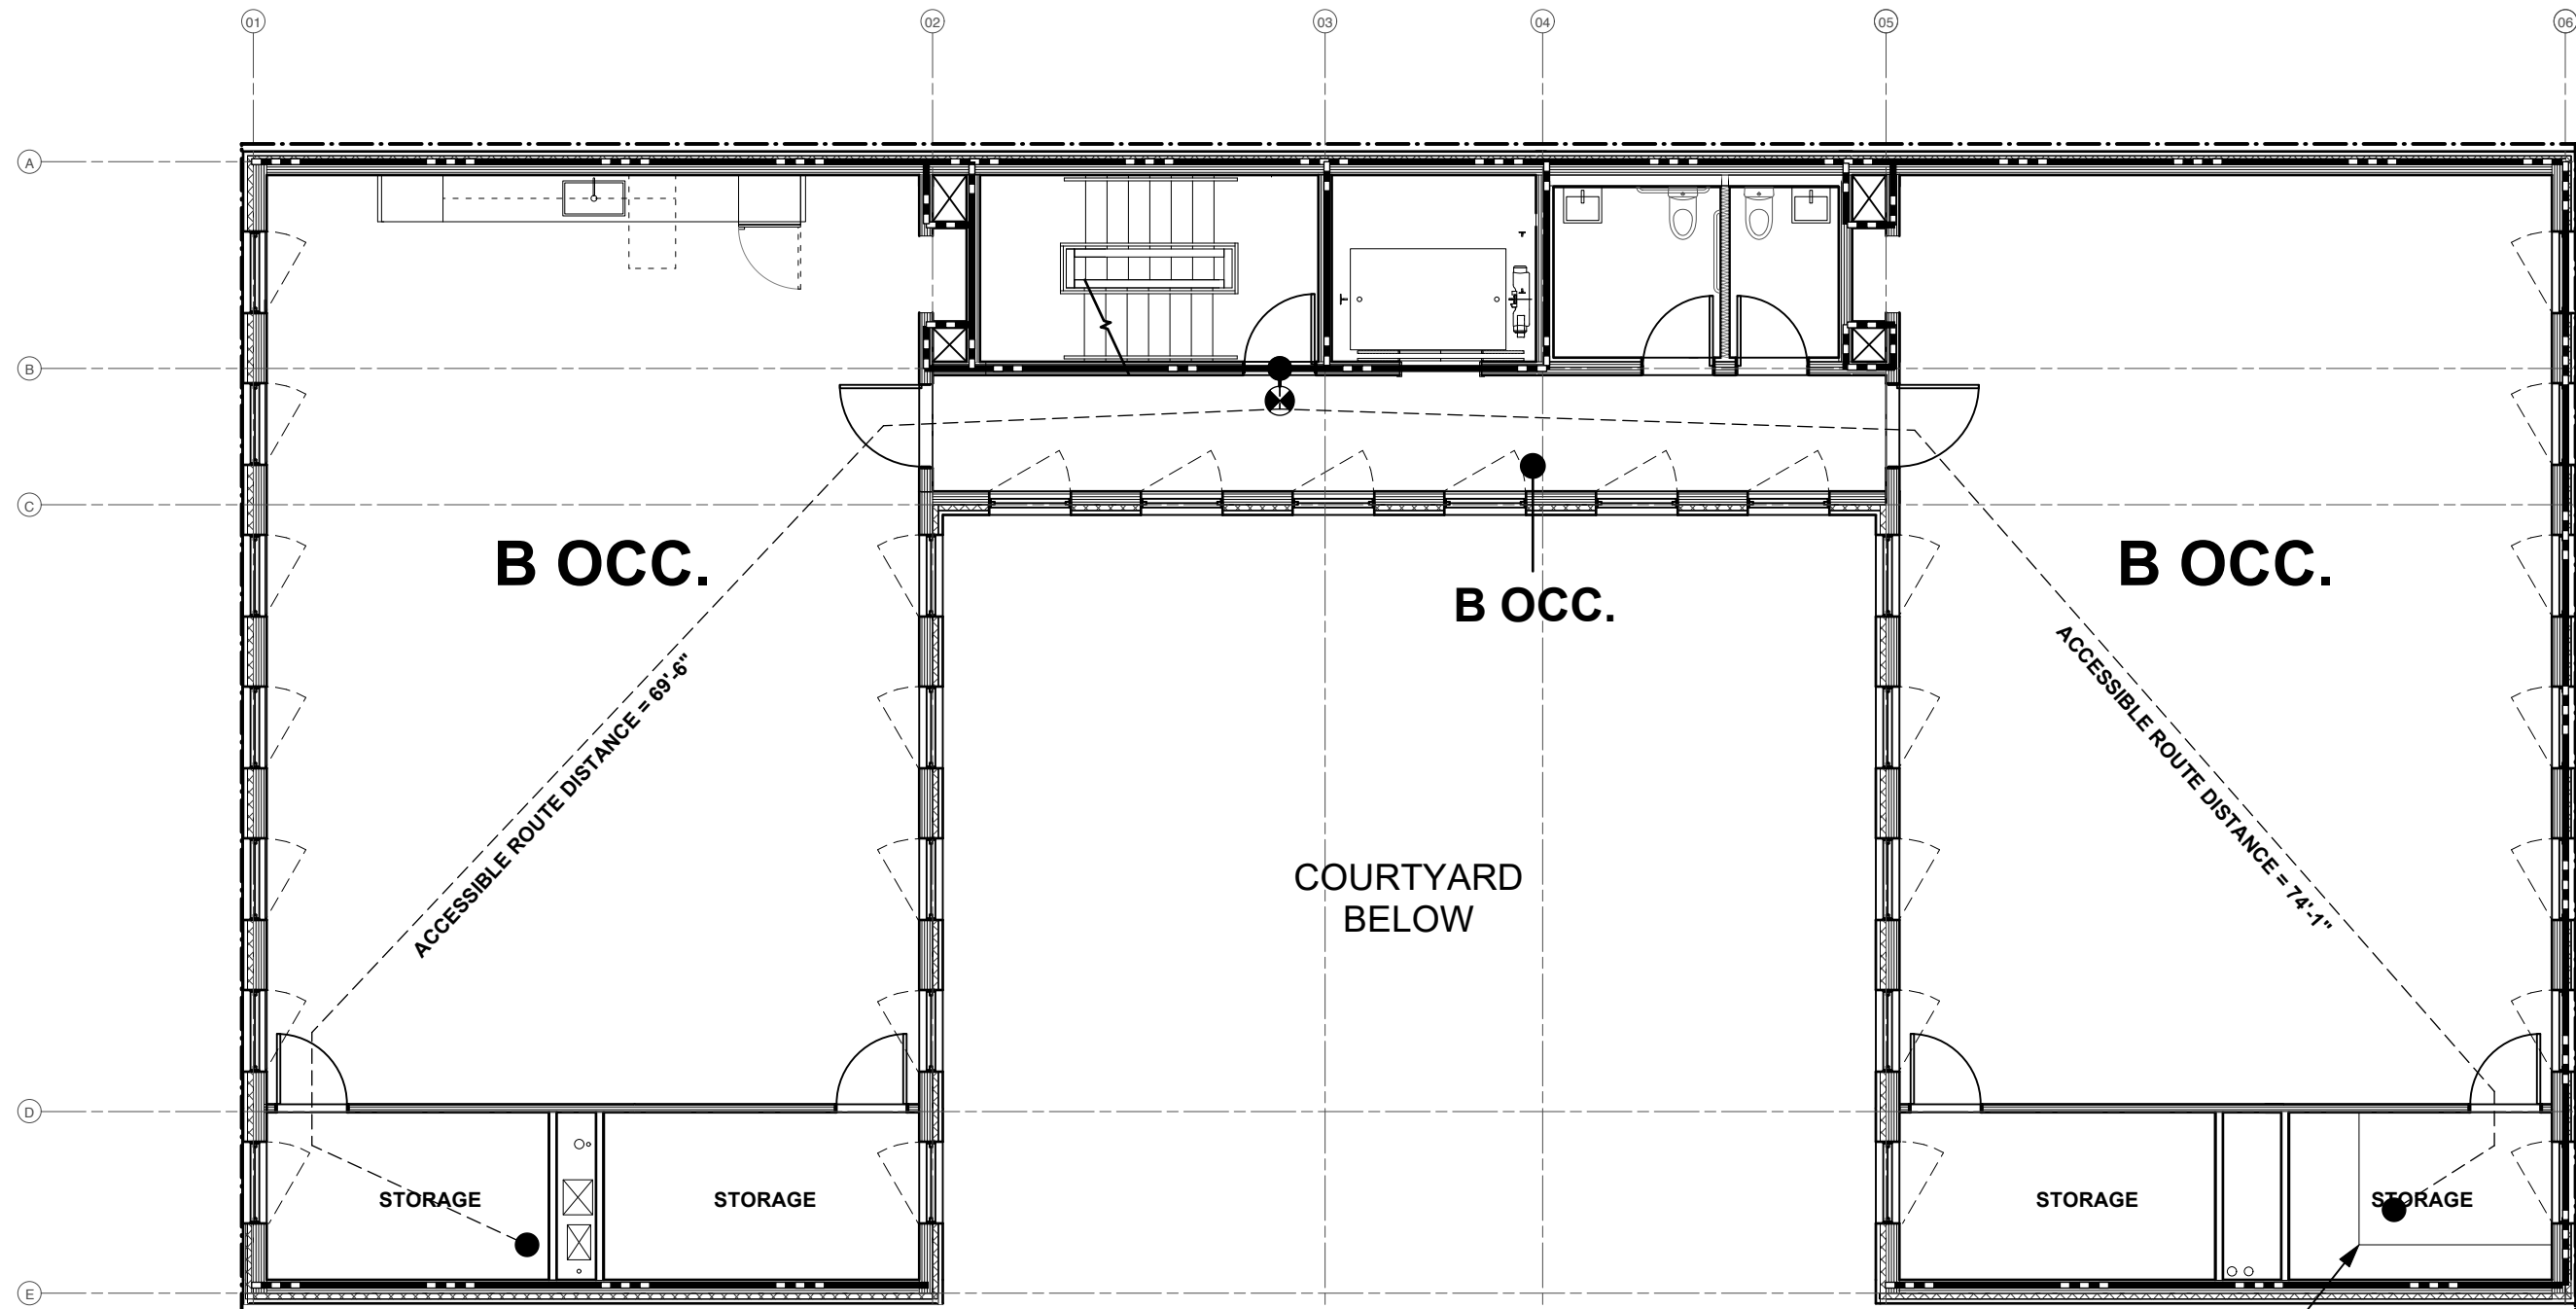 01
02
03
04
05
06
A
B
C
D
E
B OCC.
B OCC.
B OCC.
ACCESSIBLE ROUTE DISTANCE = 69'-6"
ACCESSIBLE ROUTE DISTANCE = 74'-1"
COURTYARD
BELOW
STORAGE
STORAGE
STORAGE
STORAGE